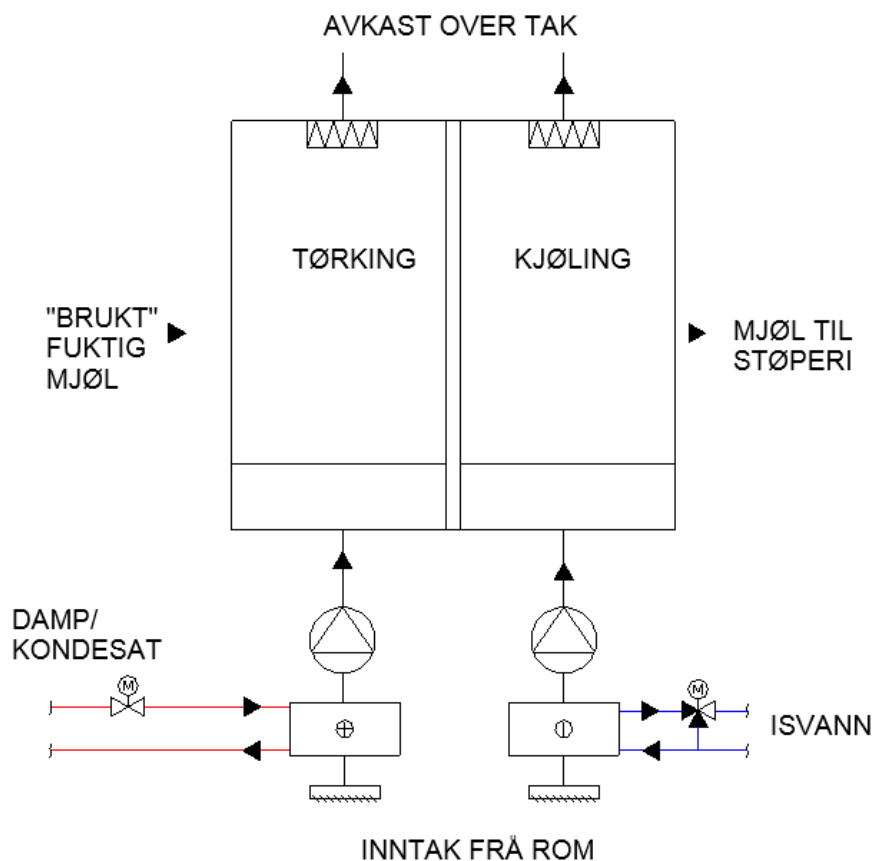 AVKAST OVER TAK
TØRKING
KJØLING
"BRUKT"
FUKTIG
MJØL
MJØL TIL
STØPERI
DAMP/
KONDESAT
M
M
ISVANN
INNTAK FRÅ ROM